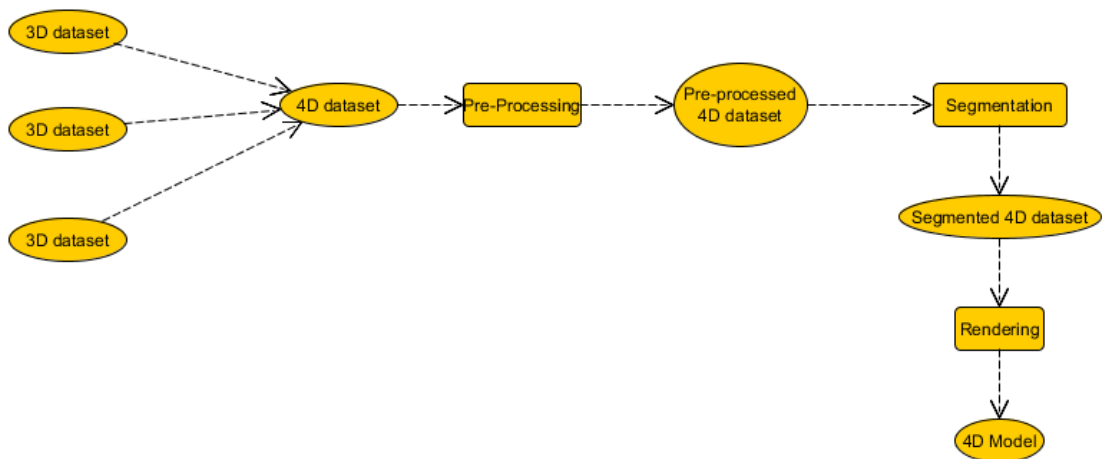 3D dataset
3D dataset
3D dataset
4D dataset
Pre-Processing
Pre-processed
4D dataset
Segmentation
Segmented 4D dataset
Rendering
4D Model